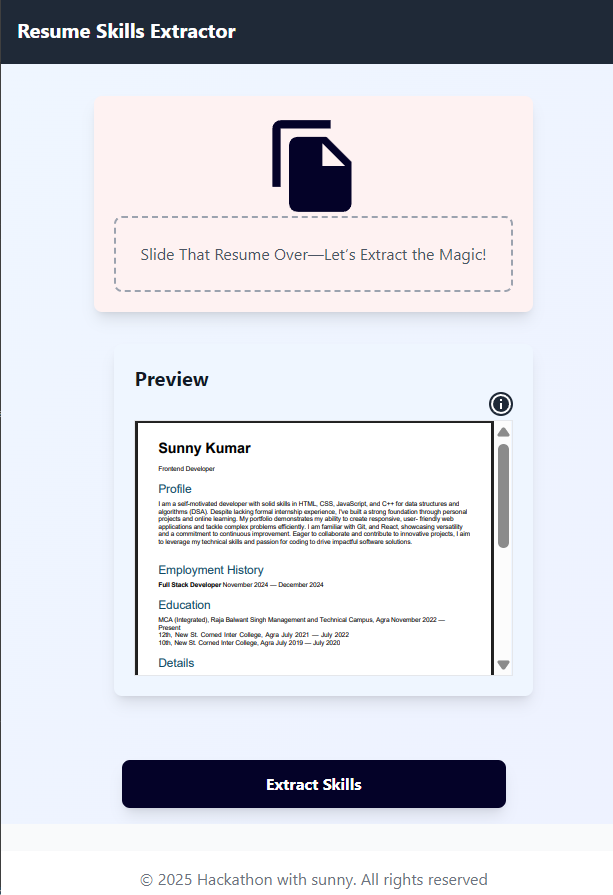 Resume Skills Extractor
Slide That Resume Over—Let's Extract the Magic!
Preview
Sunny Kumar
Frontend Developer
Profile
I am a self-motivated developer with solid skills in HTML, CSS, JavaScript, and C++ for data structures and
algorithms (DSA). Despite lacking formal internship experience, I've built a strong foundation through personal
projects and online learning. My portfolio demonstrates my ability to create responsive, user- friendly web
applications and tackle complex problems efficiently. I am familiar with Git, and React, showcasing versatility
and a commitment to continuous improvement. Eager to collaborate and contribute to innovative projects, I aim
to leverage my technical skills and passion for coding to drive impactful software solutions.
Employment History
Full Stack Developer November 2024 — December 2024
Education
MCA (Integrated), Raja Balwant Singh Management and Technical Campus, Agra November 2022 —
Present
12th, New St. Corned Inter College, Agra July 2021 — July 2022
10th, New St. Corned Inter College, Agra July 2019 — July 2020
Details
Extract Skills
© 2025 Hackathon with sunny. All rights reserved